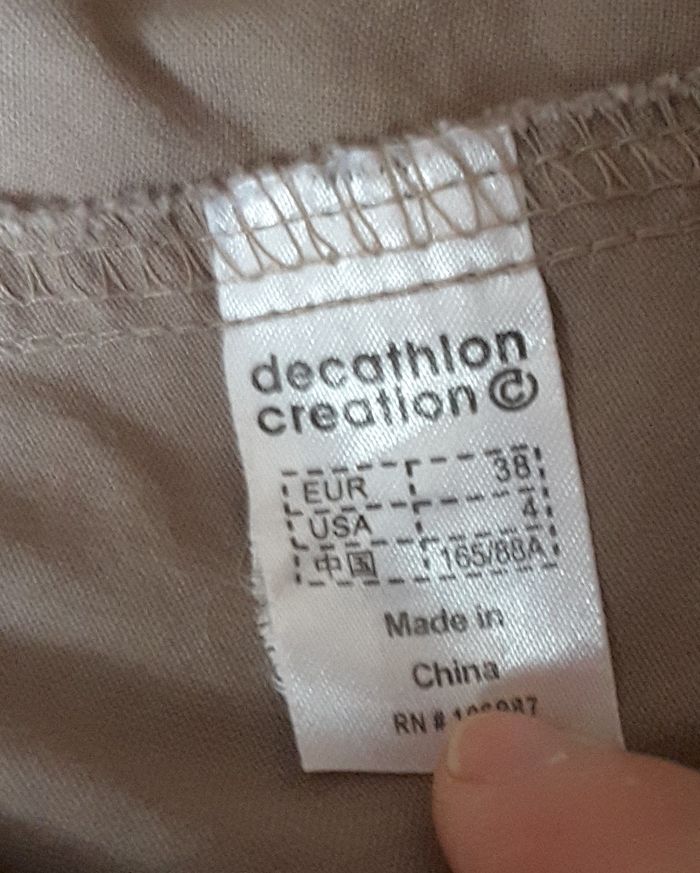 decathlon
creation ©
EUR 38
USA 4
中国 165/88A
Made in
China
RN #